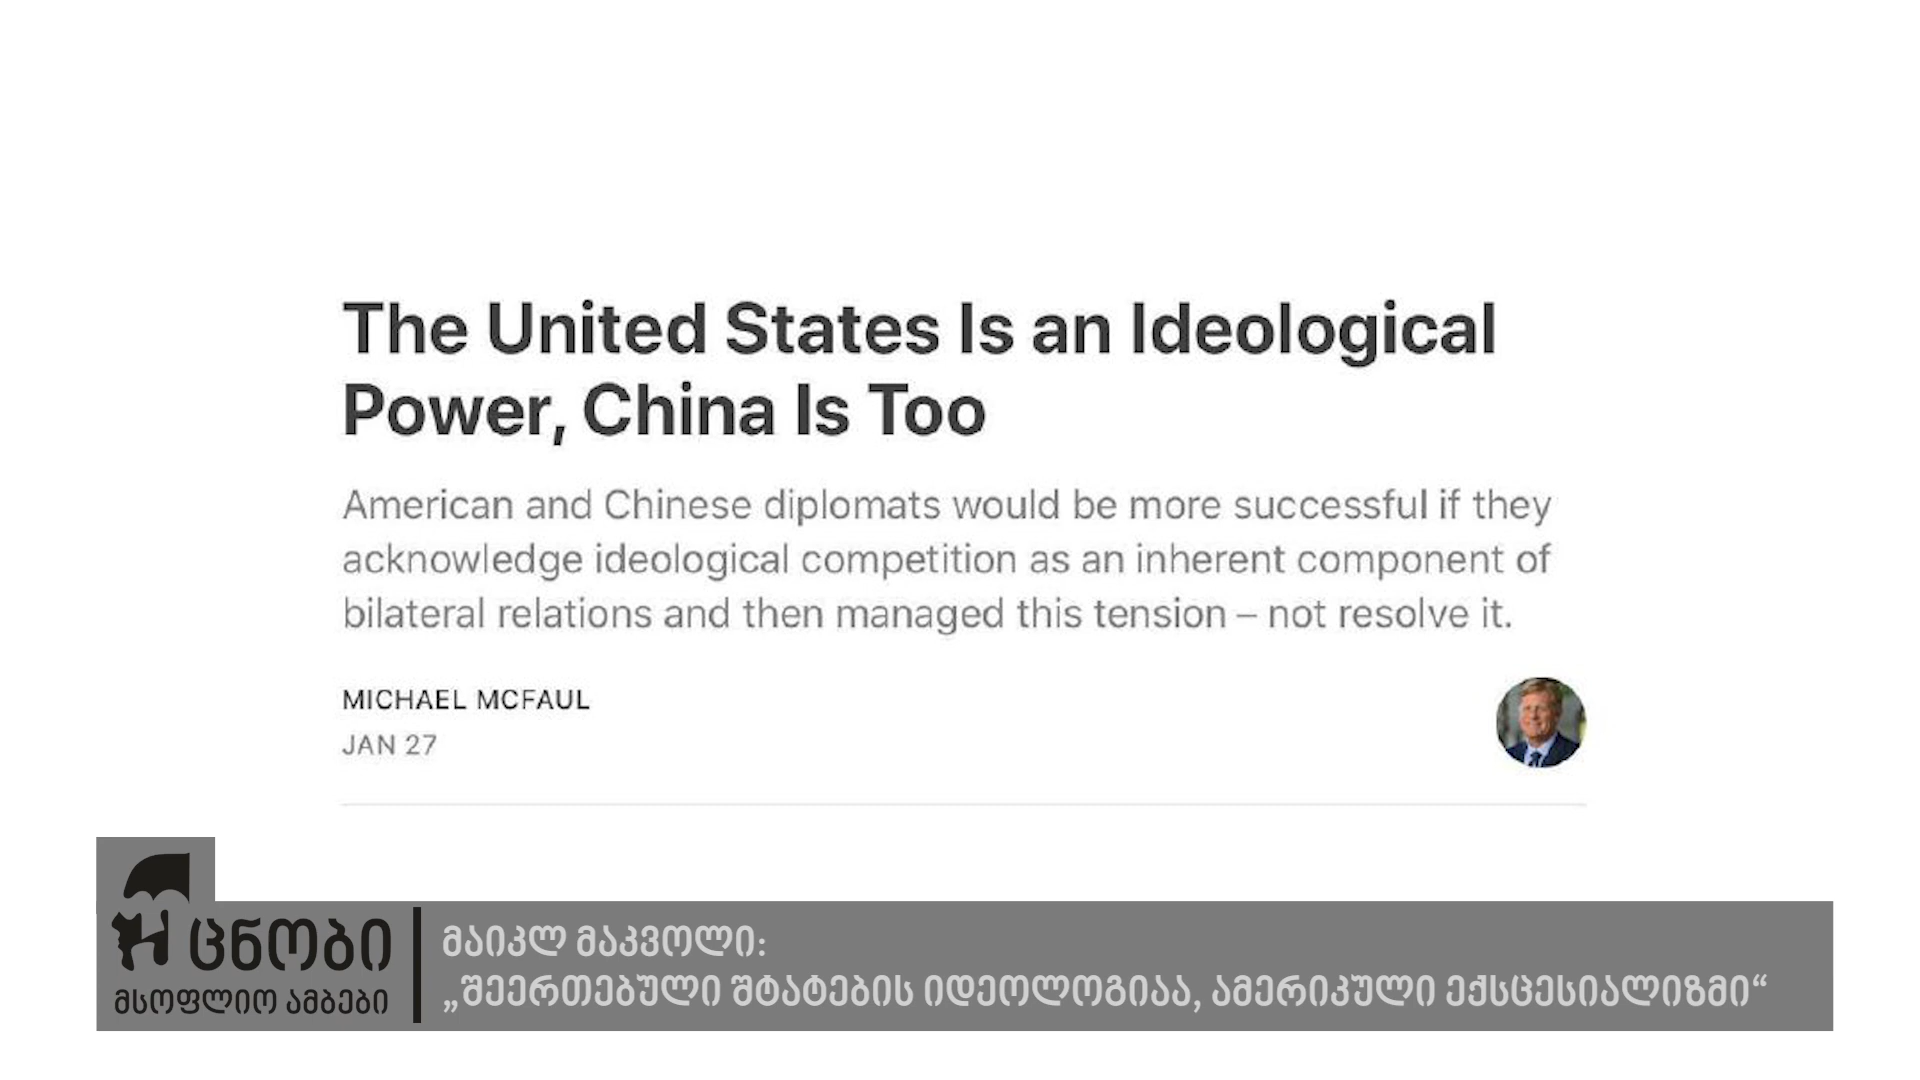 The United States Is an Ideological
Power, China Is Too
American and Chinese diplomats would be more successful if they
acknowledge ideological competition as an inherent component of
bilateral relations and then managed this tension – not resolve it.
MICHAEL MCFAUL
JAN 27
ცნობი
მსოფლიო ამბები
მაიკლ მაკვოლი:
„შეერთებული შტატების იდეოლოგიაა, ამერიკული ექსცესიალიზმი“